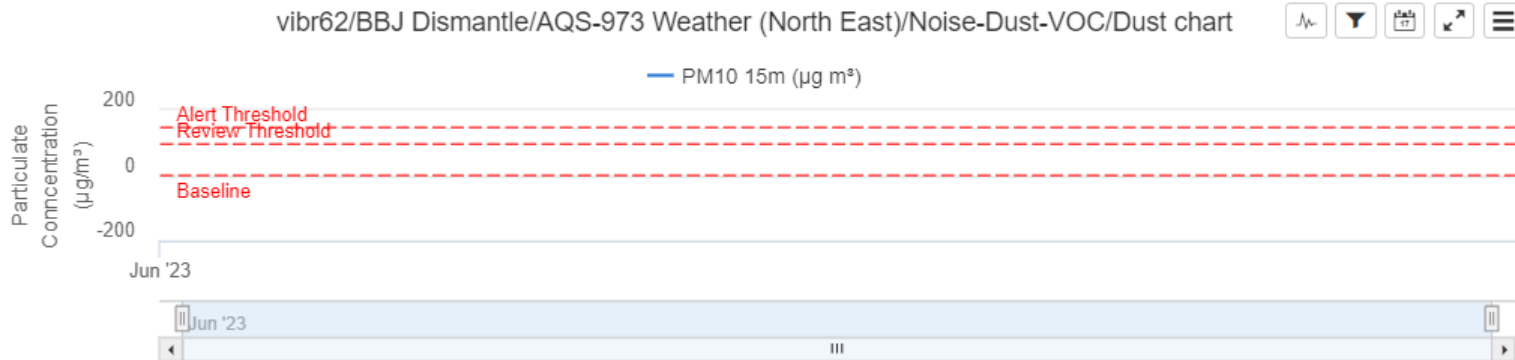 vibr62/BBJ Dismantle/AQS-973 Weather (North East)/Noise-Dust-VOC/Dust chart
17
PM10 15m (μg m³)
Particulate
Conncentration
(μg/m³)
200
0
-200
Alert Threshold
Review Threshold
Baseline
Jun '23
Jun '23